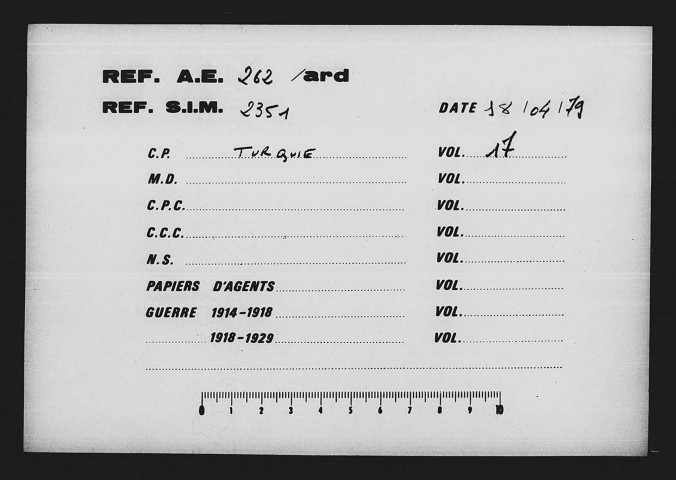 REF. A.E. 262 /ard
REF. S.I.M. 2351 DATE 18/04/79
C.P. TURQUIE VOL. 17
M.D. VOL.
C.P.C. VOL.
C.C.C. VOL.
N.S. VOL.
PAPIERS D'AGENTS VOL.
GUERRE 1914-1918 VOL.
1918-1929 VOL.
0 1 2 3 4 5 6 7 8 9 10